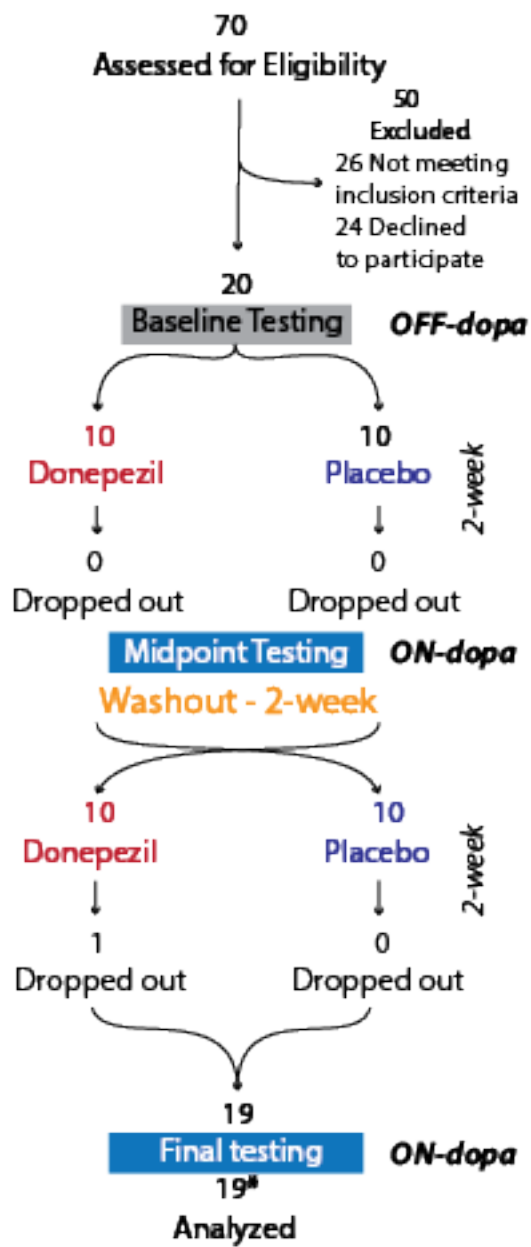 70
Assessed for Eligibility
50
Excluded
26 Not meeting
inclusion criteria
24 Declined
to participate
20
Baseline Testing
OFF-dopa
10
Donepezil
10
Placebo
2-week
0
Dropped out
0
Dropped out
Midpoint Testing
ON-dopa
Washout - 2-week
10
Donepezil
10
Placebo
2-week
1
Dropped out
0
Dropped out
19
Final testing
ON-dopa
19#
Analyzed